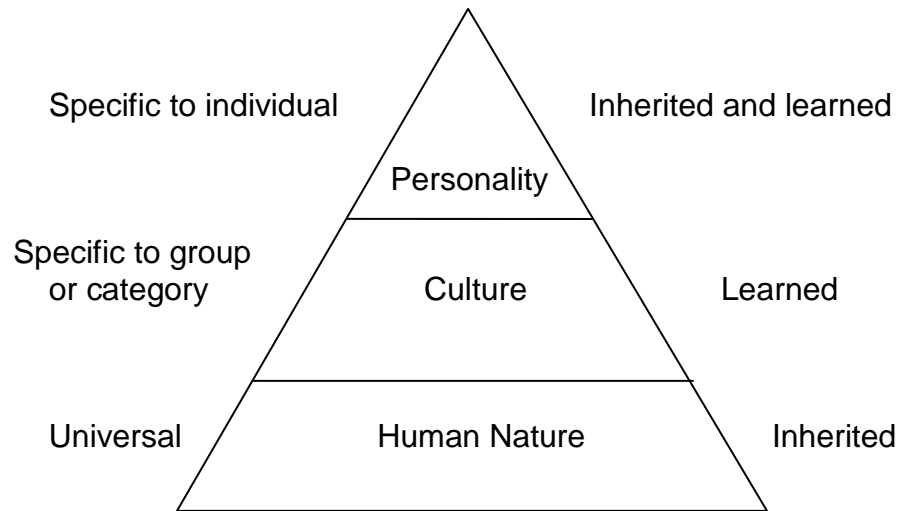 Specific to individual
Inherited and learned
Personality
Specific to group
or category
Culture
Learned
Universal
Human Nature
Inherited